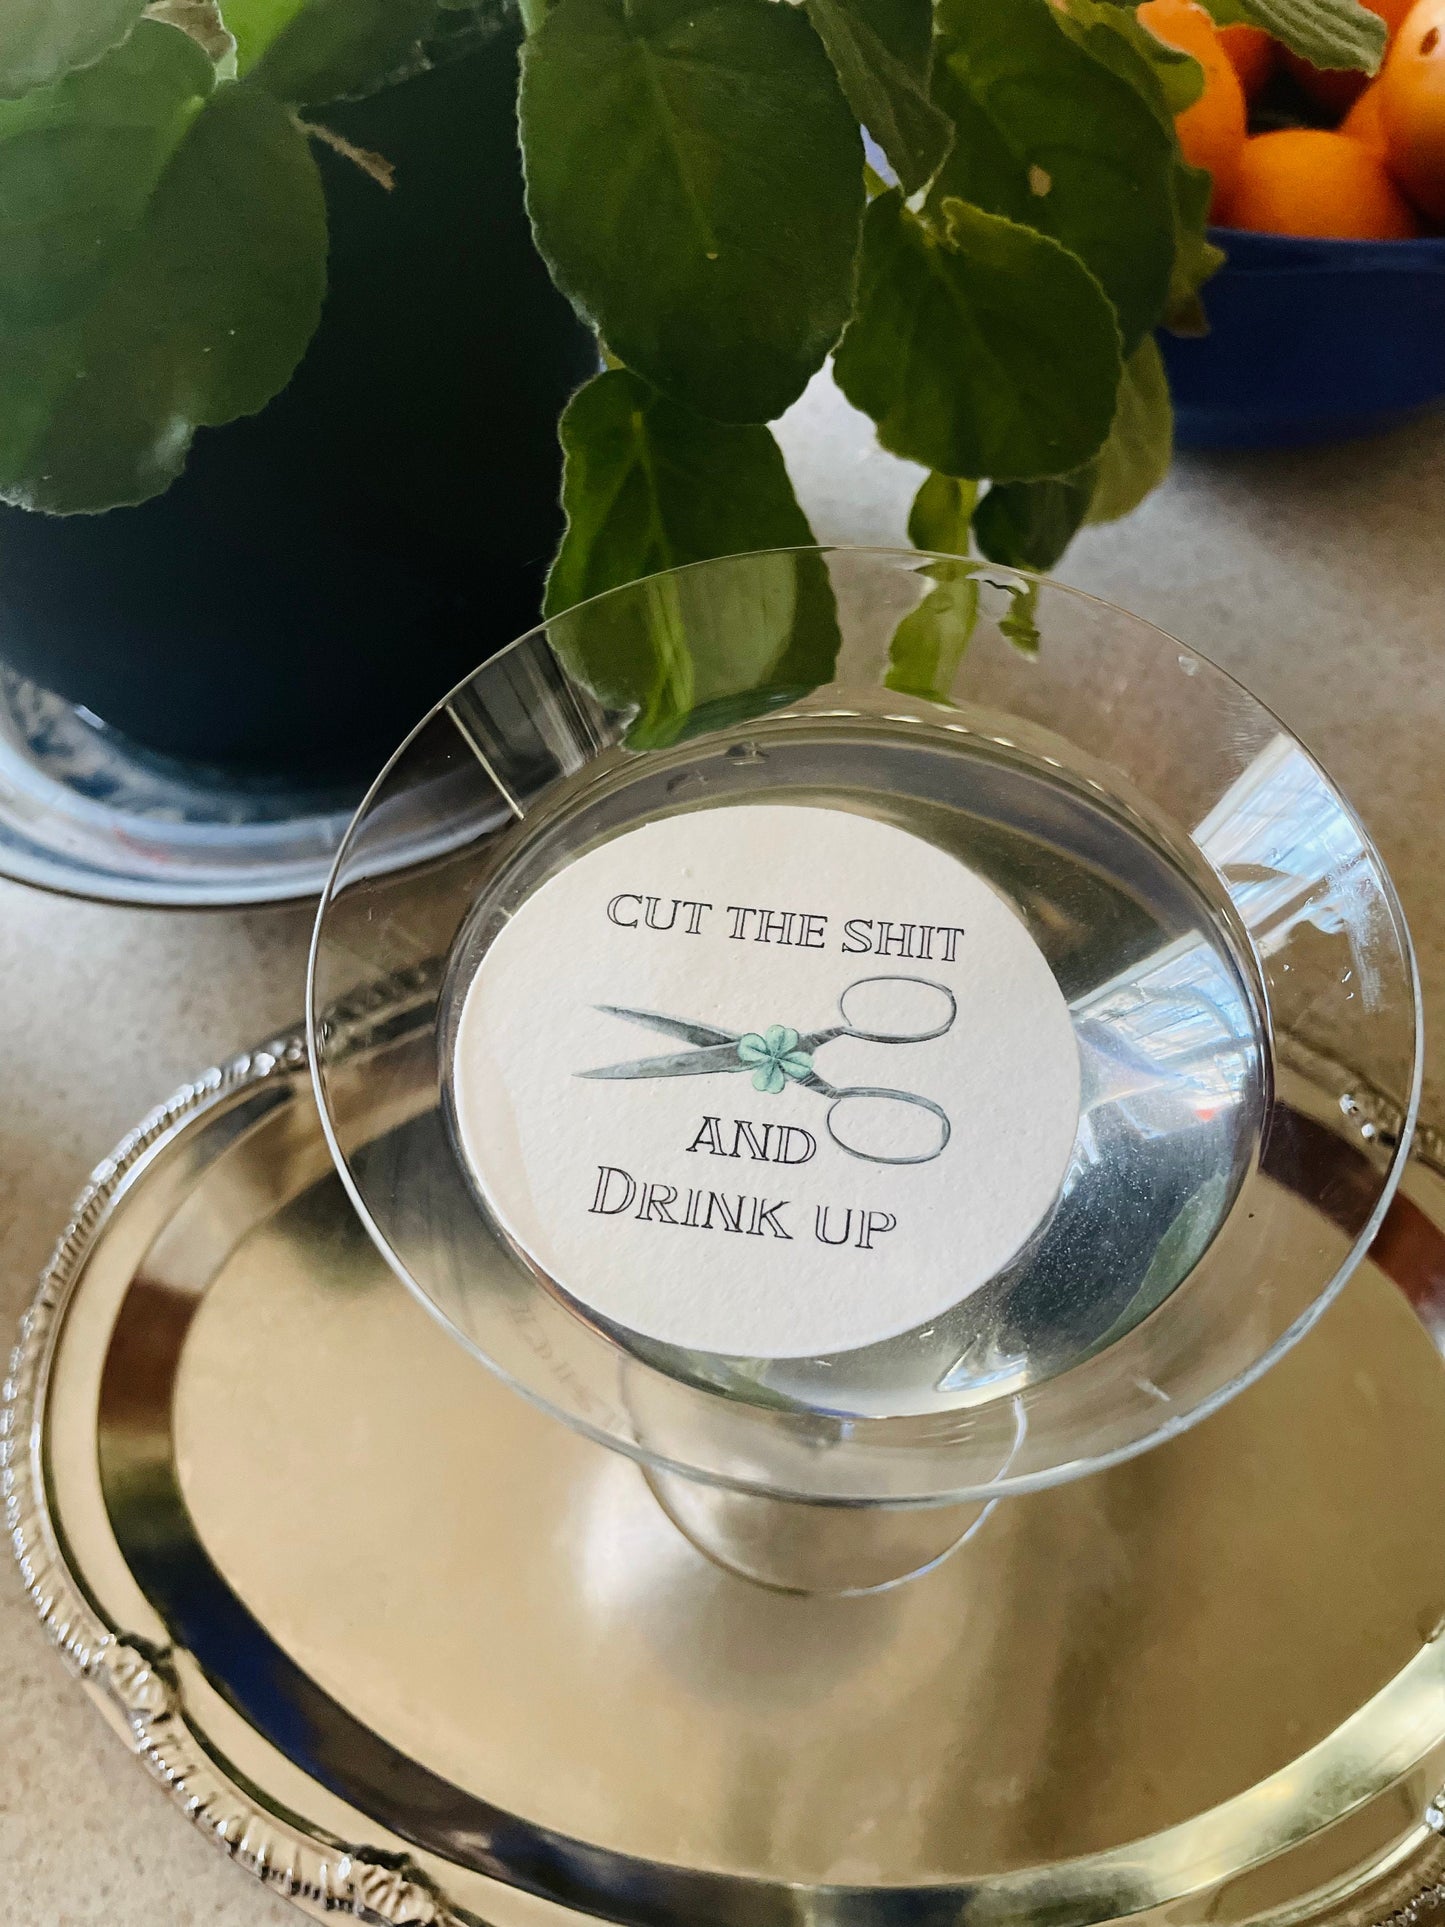 CUT THE SHIT
AND
DRINK UP